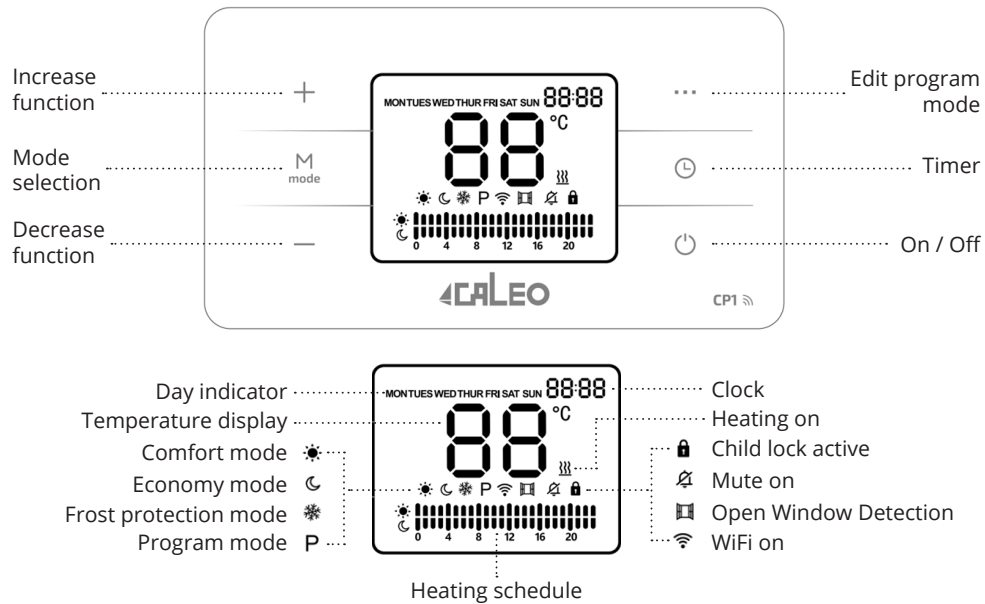 Increase
function
Mode
selection
Decrease
function
+
M
mode
−
MON TUES WED THUR FRI SAT SUN 88:88
88 °C
P
0 4 8 12 16 20
...
Edit program
mode
Timer
On / Off
CALEO
CP1
Day indicator
Temperature display
Comfort mode
Economy mode
Frost protection mode
Program mode P
MON TUES WED THUR FRI SAT SUN 88:88
88 °C
P
0 4 8 12 16 20
Clock
Heating on
Child lock active
Mute on
Open Window Detection
WiFi on
Heating schedule